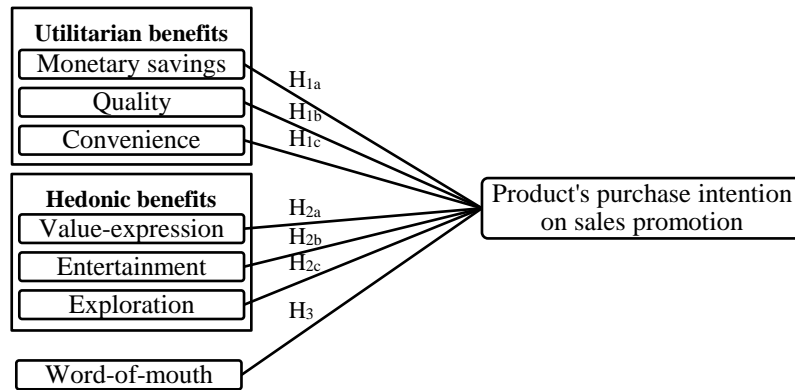 Utilitarian benefits
Monetary savings
Quality
Convenience
H1a
H1b
H1c
Hedonic benefits
Value-expression
Entertainment
Exploration
H2a
H2b
H2c
H3
Word-of-mouth
Product's purchase intention
on sales promotion